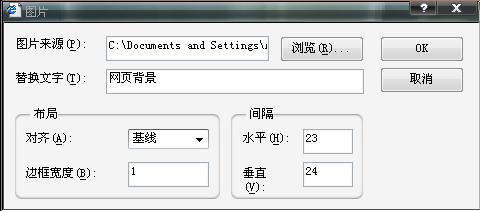 图片
图片来源(P):
C:\Documents and Settings\
浏览(R)...
OK
替换文字(T):
网页背景
取消
布局
间隔
对齐(A):
基线
水平(H):
23
边框宽度(B):
1
垂直
(V):
24